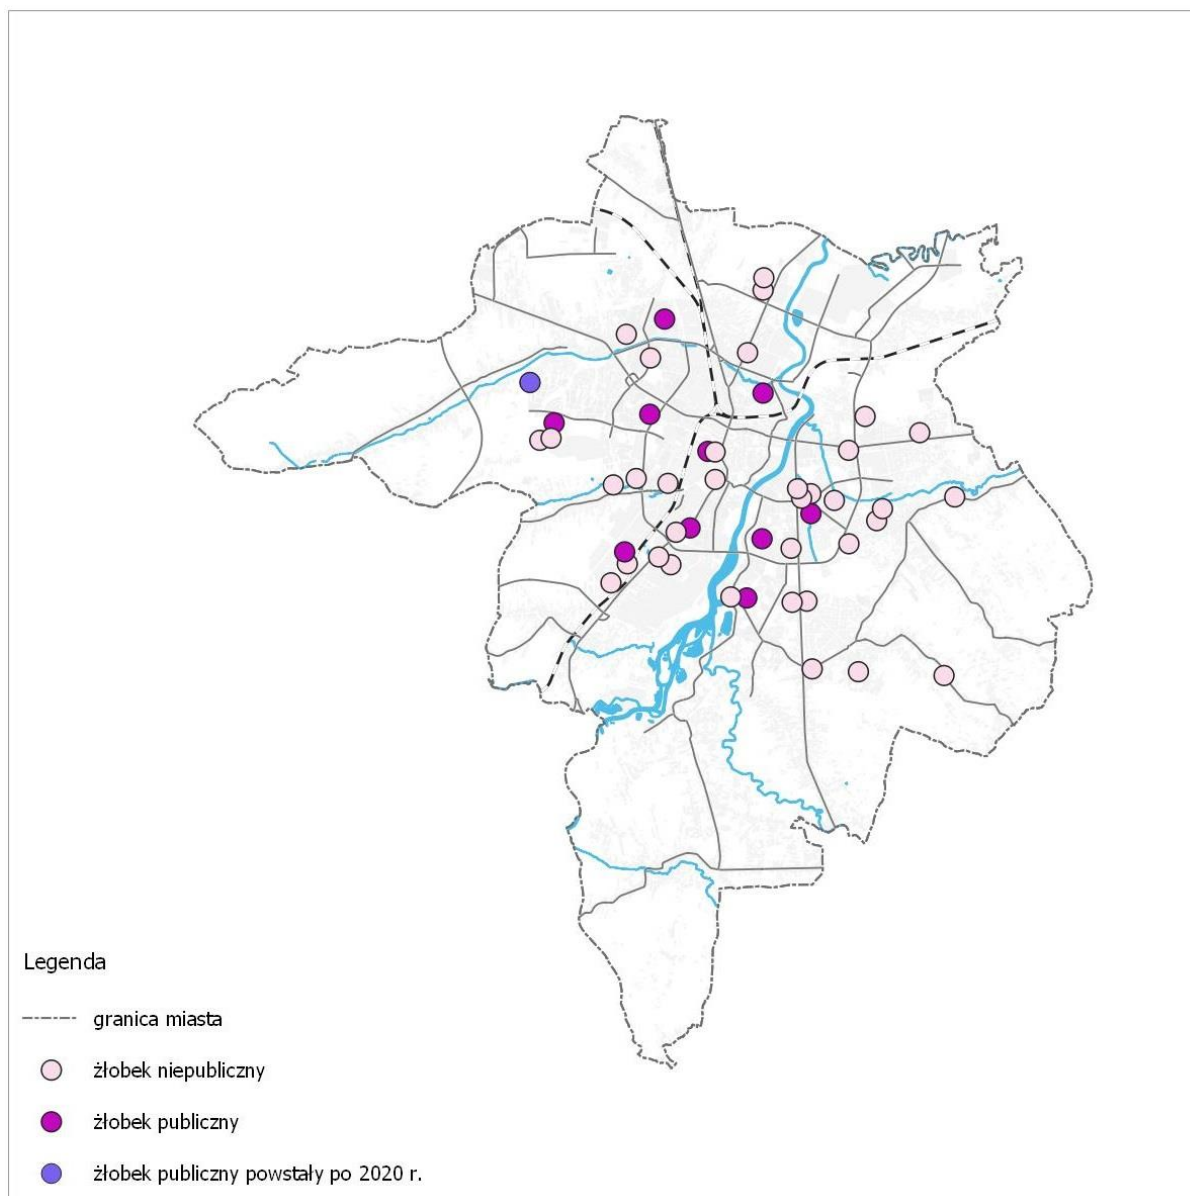 Legenda
granica miasta
żłobek niepubliczny
żłobek publiczny
żłobek publiczny powstały po 2020 r.